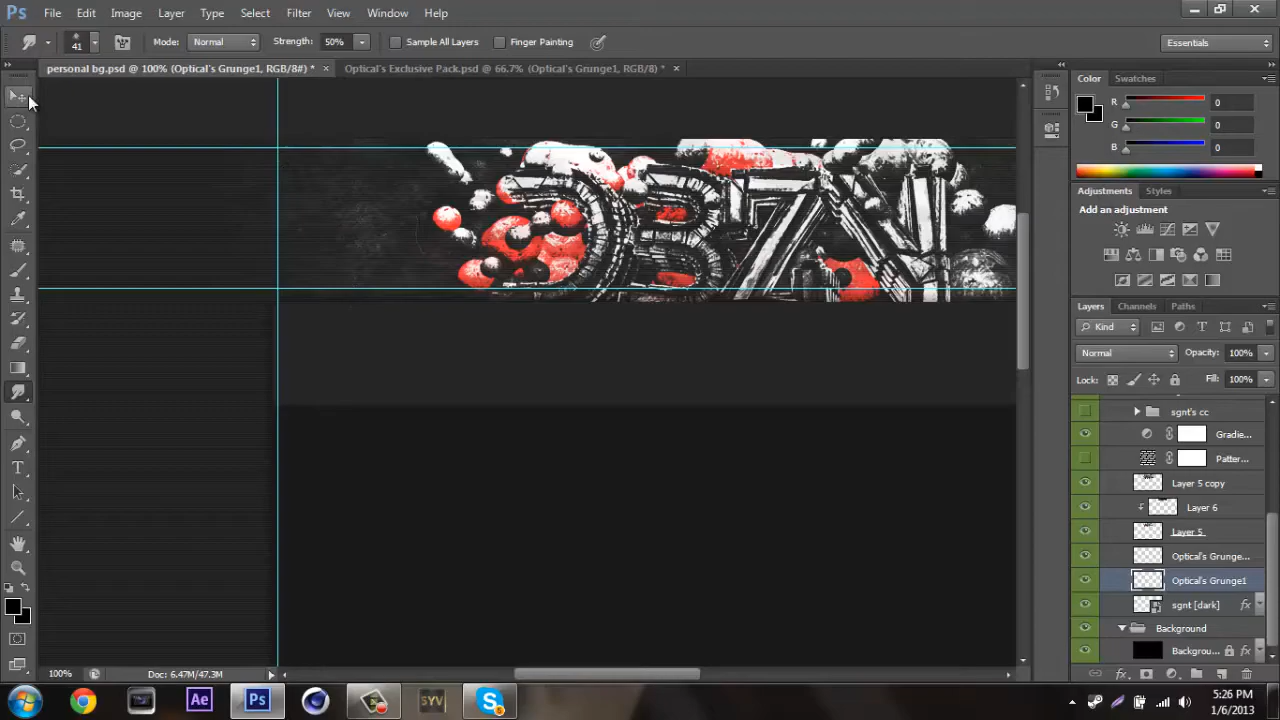 Ps File Edit Image Layer Type Select Filter View Window Help
41 Mode: Normal Strength: 50% Sample All Layers Finger Painting Essentials
personal bg.psd @ 100% (Optical's Grunge1, RGB/8#) * × Optical's Exclusive Pack.psd @ 66.7% (Optical's Grunge1, RGB/8) * ×
Color Swatches
R 0
G 0
B 0
Adjustments Styles
Add an adjustment
Layers Channels Paths
Kind
Normal Opacity: 100%
Lock: Fill: 100%
sgnt's cc
Gradie...
Patter...
Layer 5 copy
Layer 6
Layer 5
Optical's Grunge...
Optical's Grunge1
sgnt [dark] fx
Background
Backgrou... fx
100% Doc: 6.47M/47.3M
Ae Ps SYV S 5:26 PM
1/6/2013